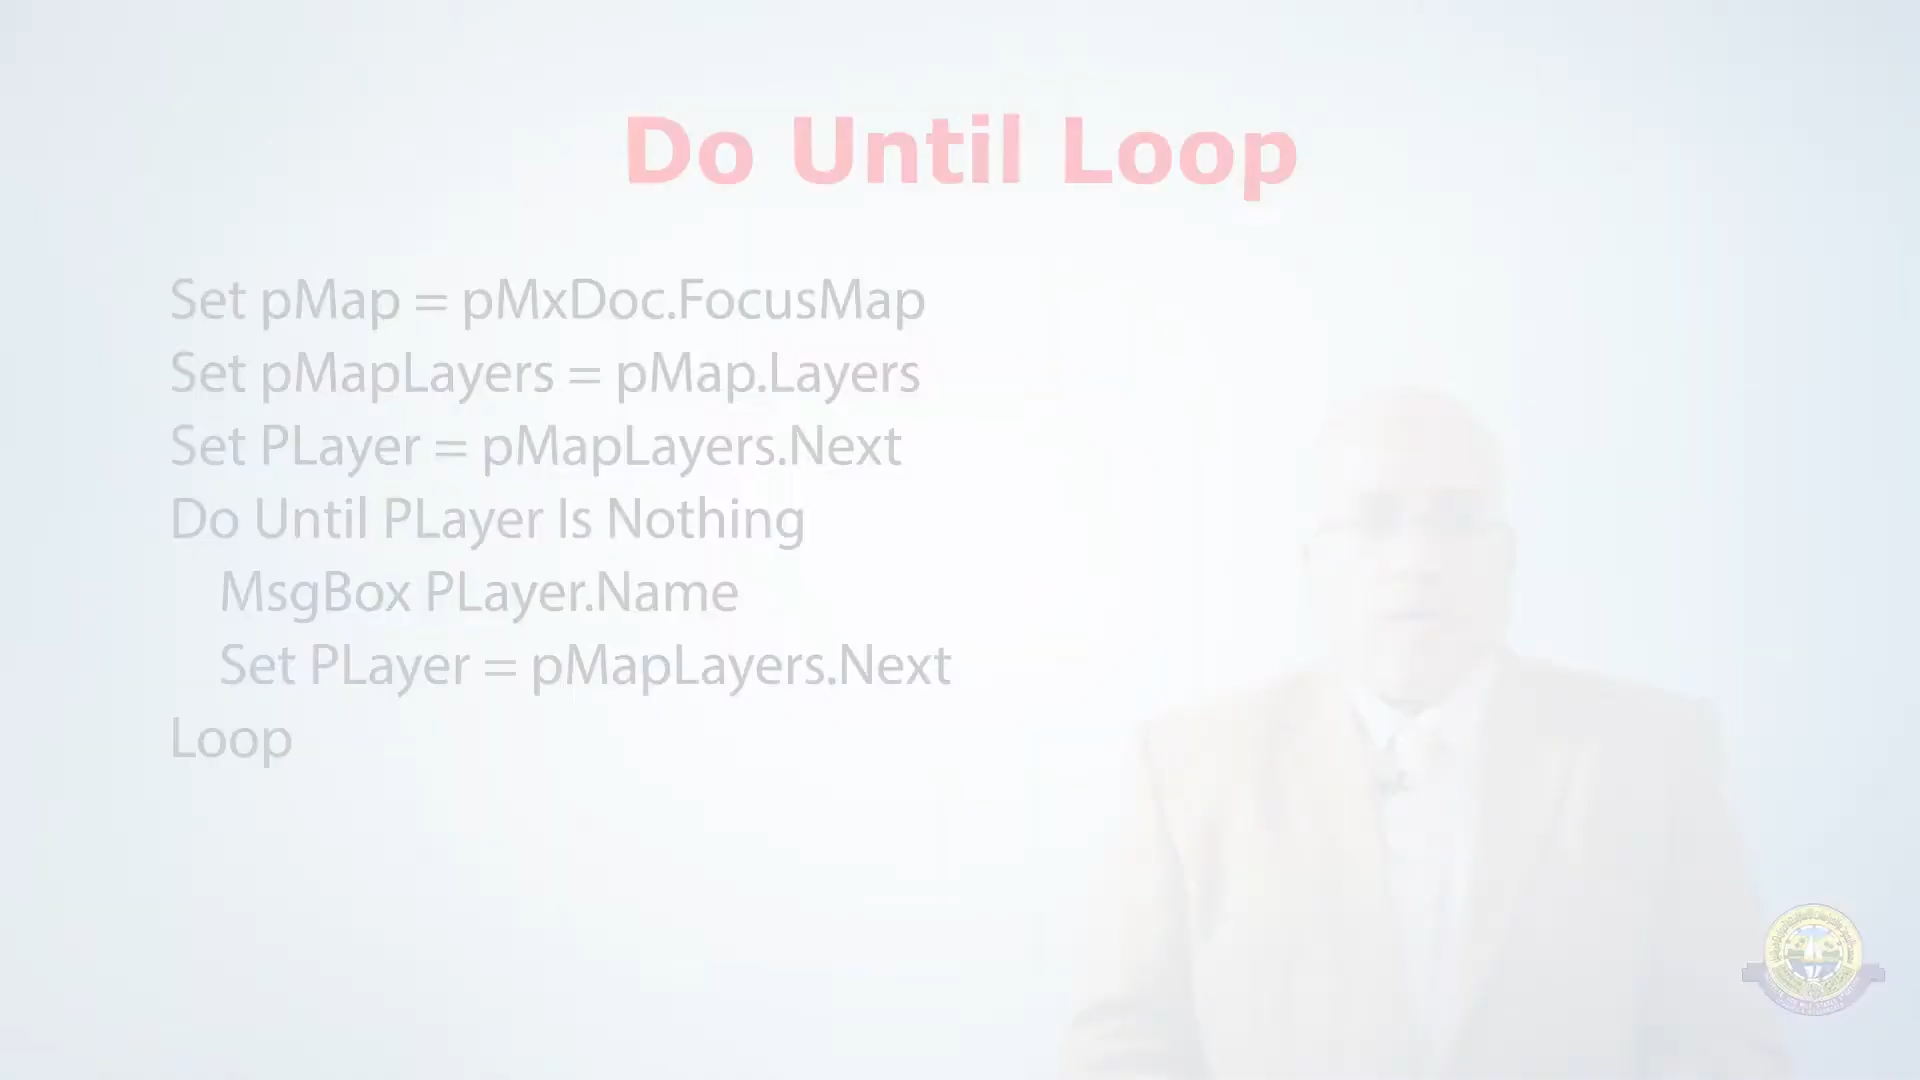 Do Until Loop
Set pMap = pMxDoc.FocusMap
Set pMapLayers = pMap.Layers
Set PLayer = pMapLayers.Next
Do Until PLayer Is Nothing
MsgBox PLayer.Name
Set PLayer = pMapLayers.Next
Loop